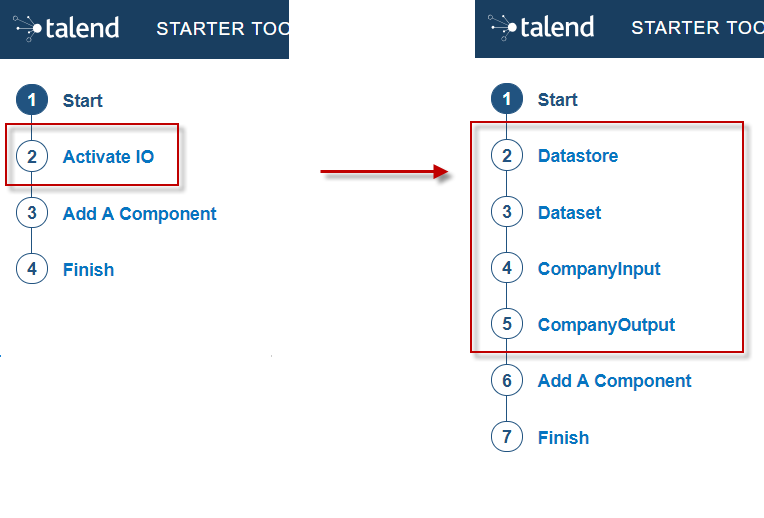 talend STARTER TOO
1 Start
2 Activate IO
3 Add A Component
4 Finish
talend STARTER TOO
1 Start
2 Datastore
3 Dataset
4 CompanyInput
5 CompanyOutput
6 Add A Component
7 Finish